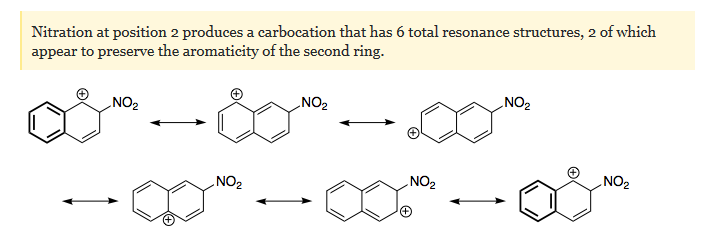 Nitration at position 2 produces a carbocation that has 6 total resonance structures, 2 of which
appear to preserve the aromaticity of the second ring.
⊕ NO2 ⊕ NO2 ⊕ NO2
NO2 ⊕ NO2 ⊕ ⊕ NO2